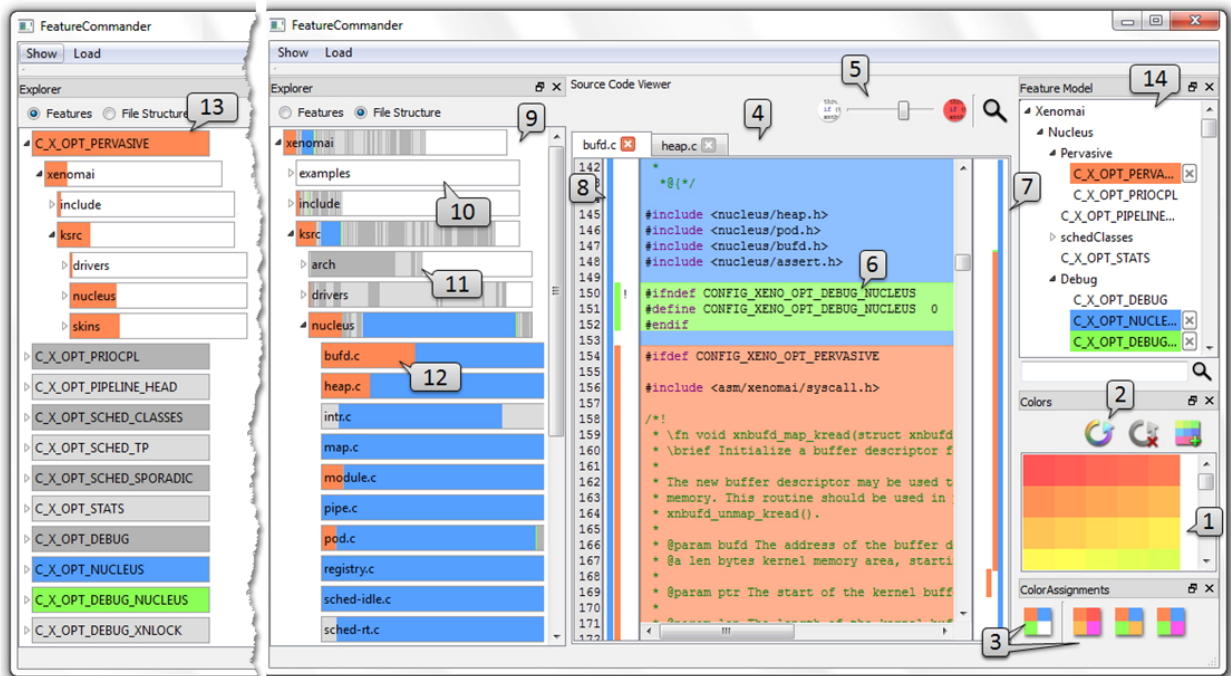 FeatureCommander
Show Load
Explorer
Features File Structure
13
C_X_OPT_PERVASIVE
xenomai
include
ksrc
drivers
nucleus
skins
C_X_OPT_PRIOCPL
C_X_OPT_PIPELINE_HEAD
C_X_OPT_SCHED_CLASSES
C_X_OPT_SCHED_TP
C_X_OPT_SCHED_SPORADIC
C_X_OPT_STATS
C_X_OPT_DEBUG
C_X_OPT_NUCLEUS
C_X_OPT_DEBUG_NUCLEUS
C_X_OPT_DEBUG_XNLOCK
FeatureCommander
Show Load
Explorer
Features File Structure
9
xenomai
examples
10
include
ksrc
arch
11
drivers
nucleus
bufd.c
12
heap.c
intr.c
map.c
module.c
pipe.c
pod.c
registry.c
sched-idle.c
sched-rt.c
Source Code Viewer
5
4
bufd.c heap.c
8
7
6
142 *
*@{*/
145 #include <nucleus/heap.h>
146 #include <nucleus/pod.h>
147 #include <nucleus/bufd.h>
148 #include <nucleus/assert.h>
149
150 ! #ifndef CONFIG_XENO_OPT_DEBUG_NUCLEUS
151 #define CONFIG_XENO_OPT_DEBUG_NUCLEUS 0
152 #endif
153
154 #ifdef CONFIG_XENO_OPT_PERVASIVE
155
156 #include <asm/xenomai/syscall.h>
157
158 /*!
159 * \fn void xnbufd_map_kread(struct xnbufd
160 * \brief Initialize a buffer descriptor f
161 *
162 * The new buffer descriptor may be used t
163 * memory. This routine should be used in
164 * xnbufd_unmap_kread().
165 *
166 * @param bufd The address of the buffer d
167 * @a len bytes kernel memory area, starti
168 *
169 * @param ptr The start of the kernel buff
170 *
171
Feature Model
14
Xenomai
Nucleus
Pervasive
C_X_OPT_PERVA...
C_X_OPT_PRIOCPL
C_X_OPT_PIPELINE...
schedClasses
C_X_OPT_STATS
Debug
C_X_OPT_DEBUG
C_X_OPT_NUCLE...
C_X_OPT_DEBUG...
Colors
2
1
ColorAssignments
3